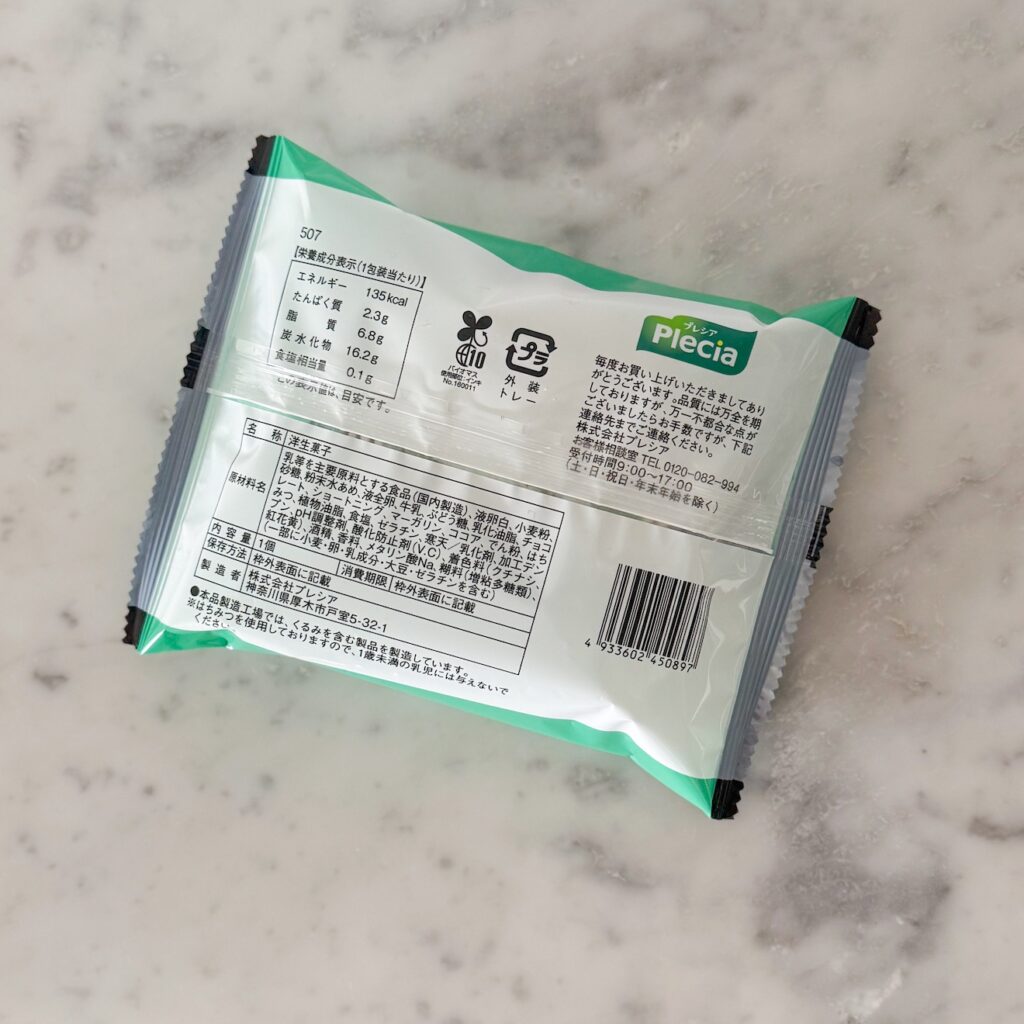 507
【栄養成分表示(1包装当たり)】
エネルギー 135kcal
たんぱく質 2.3g
脂質 6.8g
炭水化物 16.2g
食塩相当量 0.1g
この表示値は、目安です。
10
バイオマス
使用部位:インキ
No.160011
プラ
外装
トレー
プレシア
Plecia
毎度お買い上げいただきましてあり
がとうございます。品質には万全を期
しておりますが、万一不都合な点が
ございましたらお手数ですが、下記
連絡先までご連絡ください。
株式会社プレシア
お客様相談室 TEL 0120-082-994
受付時間9:00〜17:00
(土・日・祝日・年末年始を除く)
名称 洋生菓子
原材料名 乳等を主要原料とする食品(国内製造)、液卵白、小麦粉、
砂糖、粉末水あめ、液全卵、牛乳、ぶどう糖、乳化油脂、チョコ
レート、ショートニング、マーガリン、ココア、でん粉、はち
みつ、植物油脂、食塩、ゼラチン、寒天/乳化剤、加工デン
プン、pH調整剤、酸化防止剤(V.C)、着色料(クチナシ、
紅花黄)、酒精、香料、メタリン酸Na、糊料(増粘多糖類)、
(一部に小麦・卵・乳成分・大豆・ゼラチンを含む)
内容量 1個
保存方法 枠外表面に記載 消費期限 枠外表面に記載
製造者 株式会社プレシア
神奈川県厚木市戸室5-32-1
●本品製造工場では、くるみを含む製品を製造しています。
※はちみつを使用しておりますので、1歳未満の乳児には与えないで
ください。
4 933602 450897